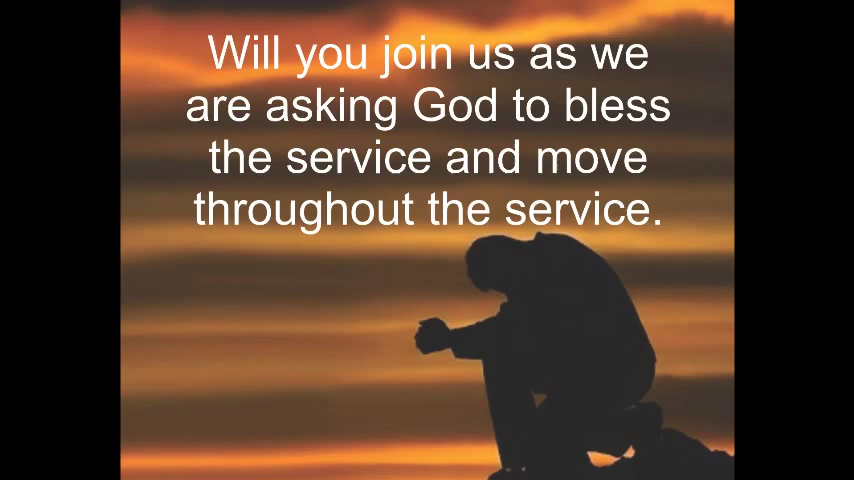 Will you join us as we
are asking God to bless
the service and move
throughout the service.